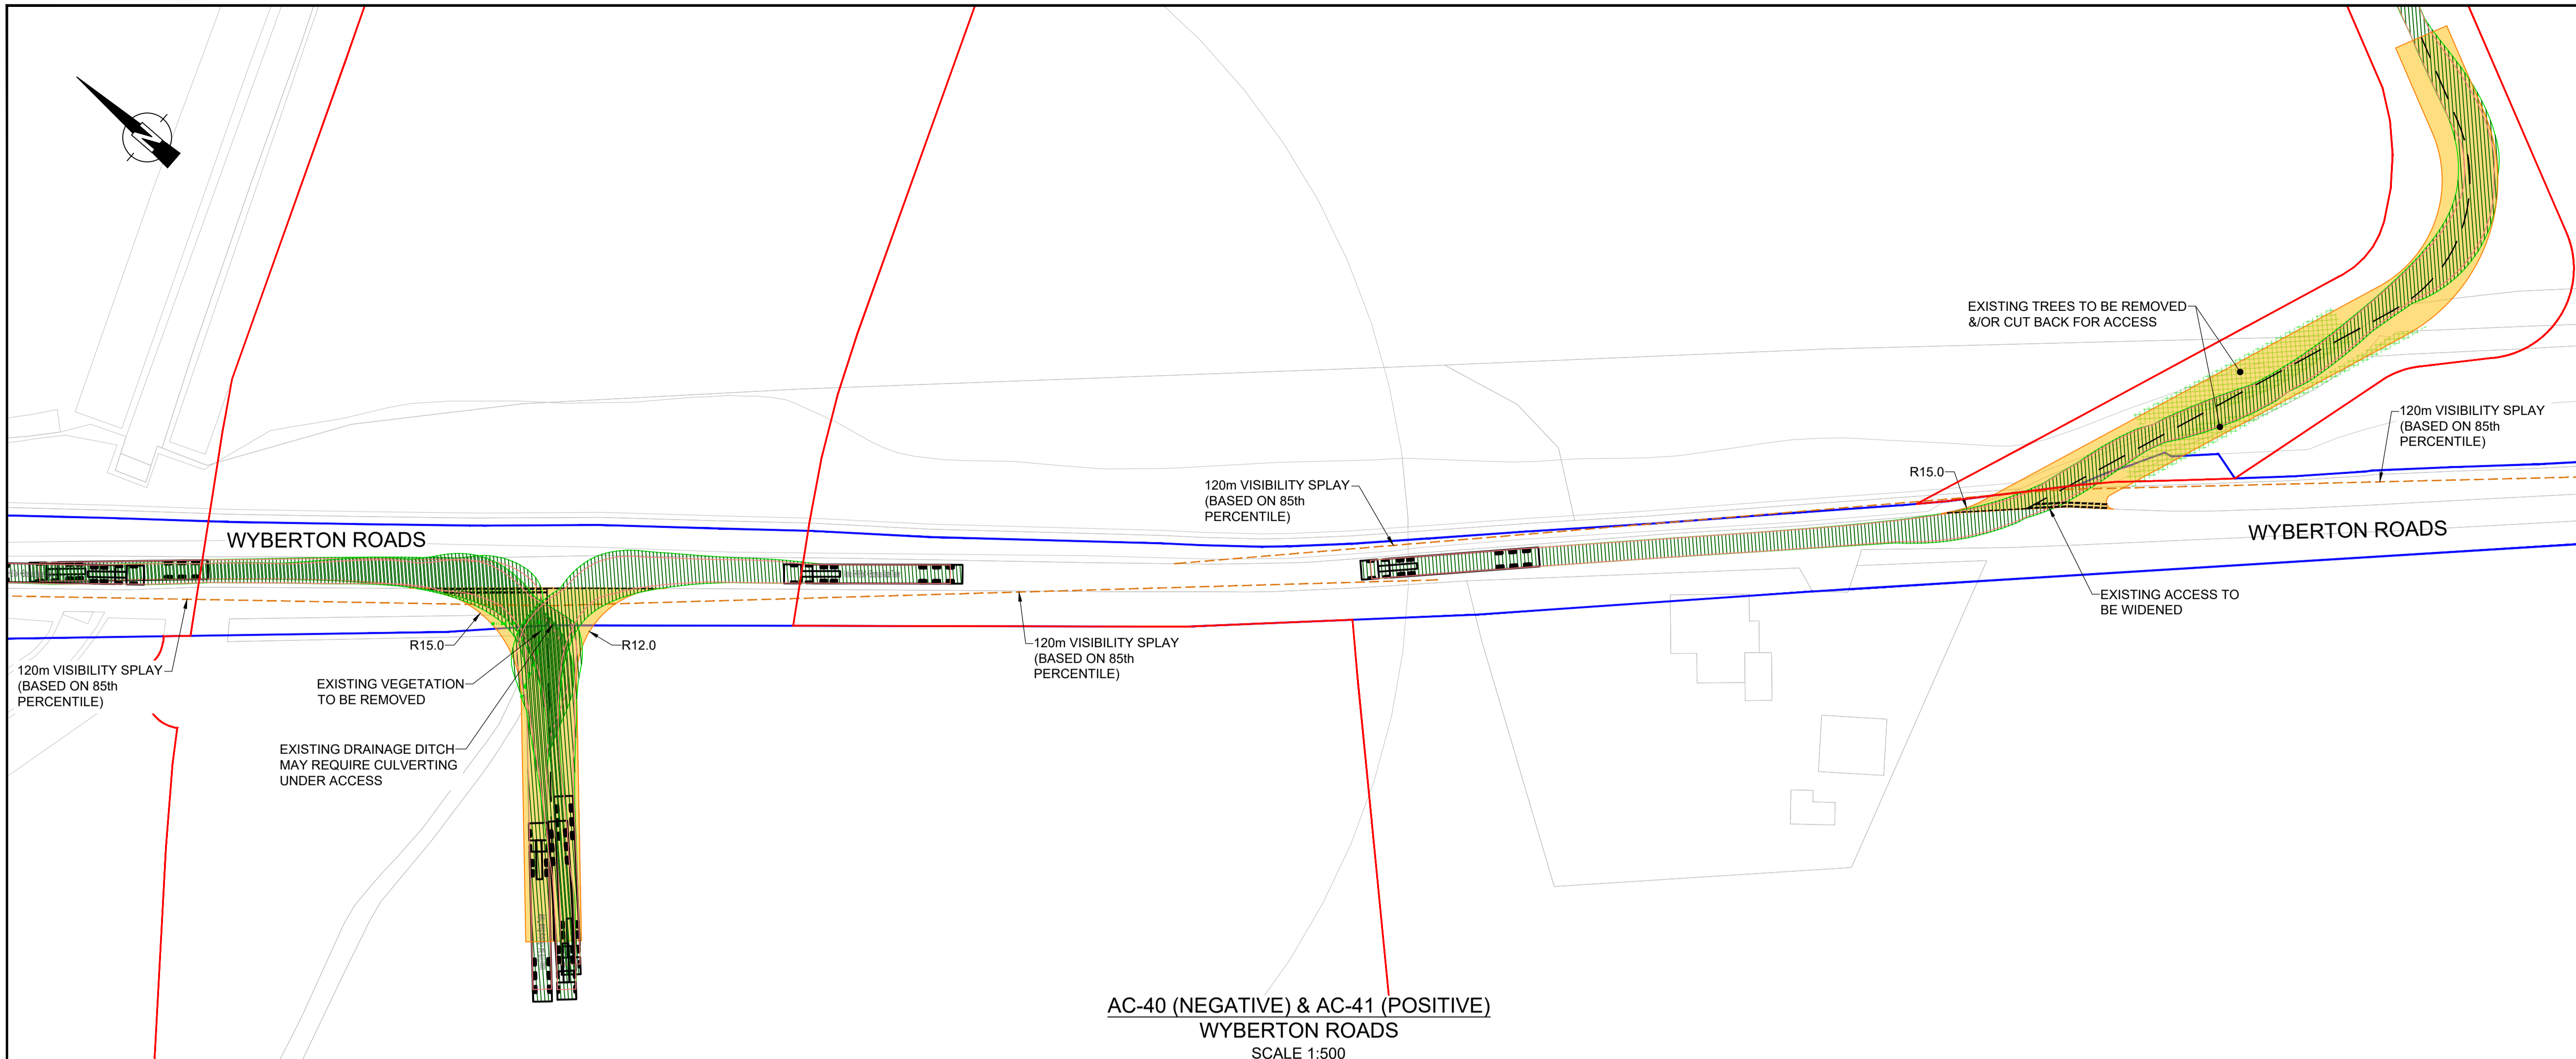 EXISTING TREES TO BE REMOVED
&/OR CUT BACK FOR ACCESS
120m VISIBILITY SPLAY
(BASED ON 85th
PERCENTILE)
R15.0
120m VISIBILITY SPLAY
(BASED ON 85th
PERCENTILE)
WYBERTON ROADS
WYBERTON ROADS
EXISTING ACCESS TO
BE WIDENED
R15.0
R12.0
120m VISIBILITY SPLAY
(BASED ON 85th
PERCENTILE)
120m VISIBILITY SPLAY
(BASED ON 85th
PERCENTILE)
EXISTING VEGETATION
TO BE REMOVED
EXISTING DRAINAGE DITCH
MAY REQUIRE CULVERTING
UNDER ACCESS
AC-40 (NEGATIVE) & AC-41 (POSITIVE)
WYBERTON ROADS
SCALE 1:500